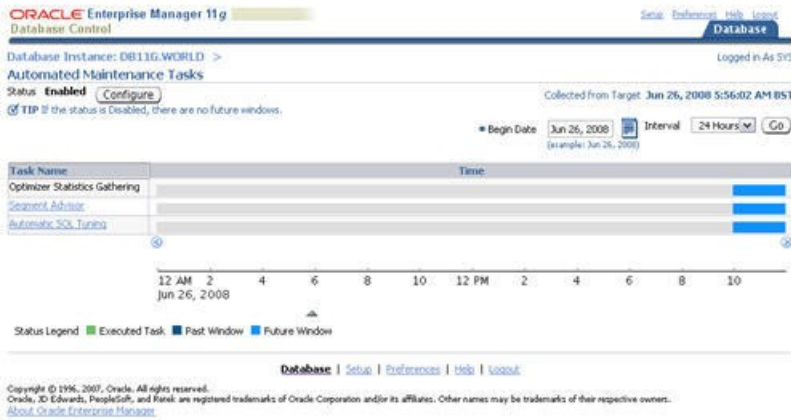 ORACLE Enterprise Manager 11g
Database Control
Setup Preferences Help Logout
Database
Database Instance: DB11G.WORLD >
Logged in As SYS
Automated Maintenance Tasks
Status Enabled Configure
Collected from Target Jun 26, 2008 5:56:02 AM BST
TIP If the status is Disabled, there are no future windows.
Begin Date Jun 26, 2008 Interval 24 Hours Go
(example: Jun 26, 2008)
Task Name Time
Optimizer Statistics Gathering
Segment Advisor
Automatic SQL Tuning
12 AM 2 4 6 8 10 12 PM 2 4 6 8 10
Jun 26, 2008
Status Legend Executed Task Past Window Future Window
Database | Setup | Preferences | Help | Logout
Copyright © 1996, 2007, Oracle. All rights reserved.
Oracle, JD Edwards, PeopleSoft, and Retek are registered trademarks of Oracle Corporation and/or its affiliates. Other names may be trademarks of their respective owners.
About Oracle Enterprise Manager